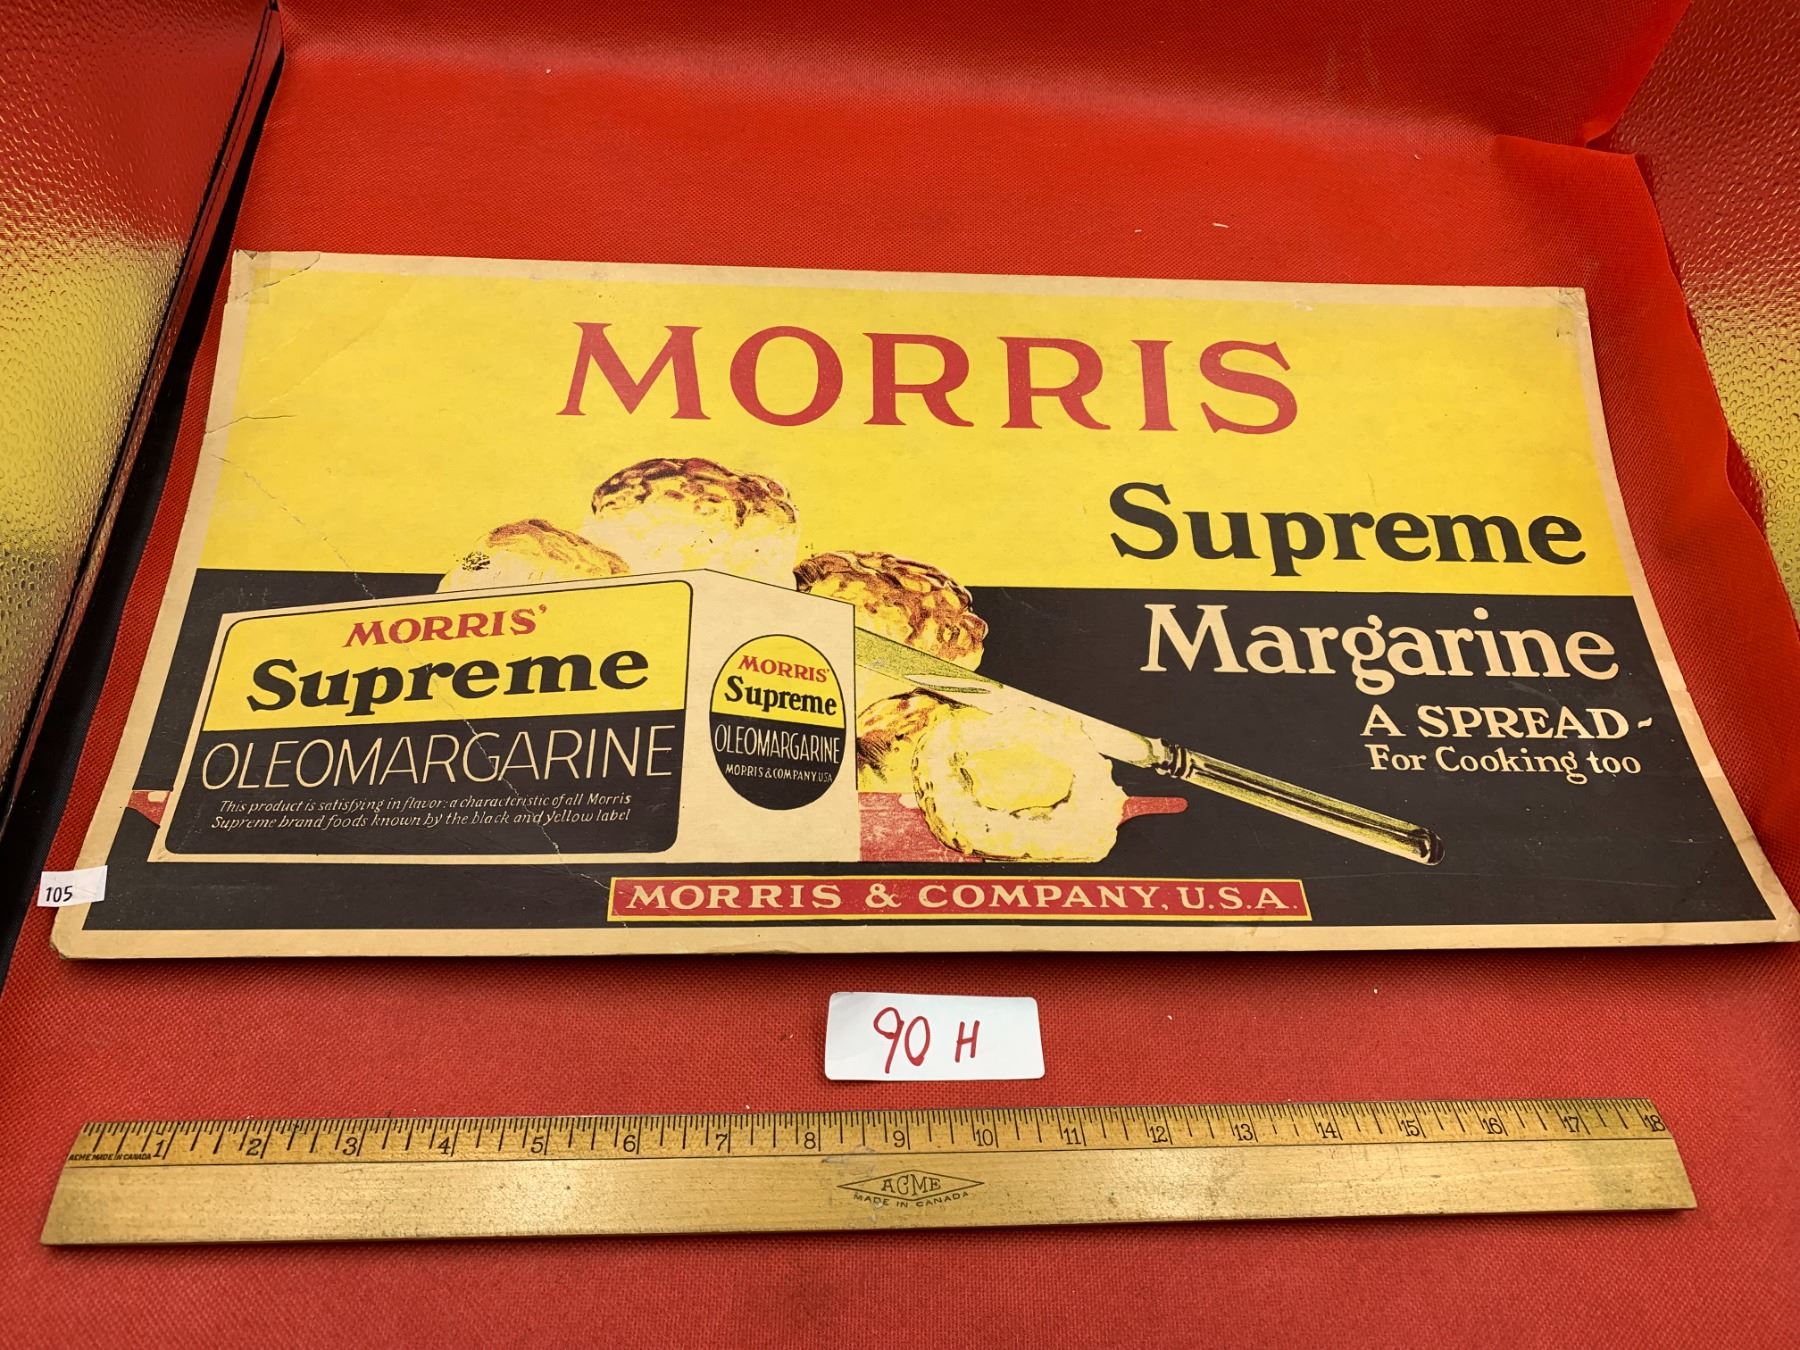 MORRIS
Supreme
Margarine
A SPREAD-
For Cooking too
MORRIS'
Supreme
OLEOMARGARINE
This product is satisfying in flavor: a characteristic of all Morris
Supreme brand foods known by the black and yellow label
MORRIS'
Supreme
OLEOMARGARINE
MORRIS & COMPANY U.S.A
MORRIS & COMPANY, U.S.A.
105
90 H
1 2 3 4 5 6 7 8 9 10 11 12 13 14 15 16 17 18
ACME MADE IN CANADA
ACME
MADE IN CANADA